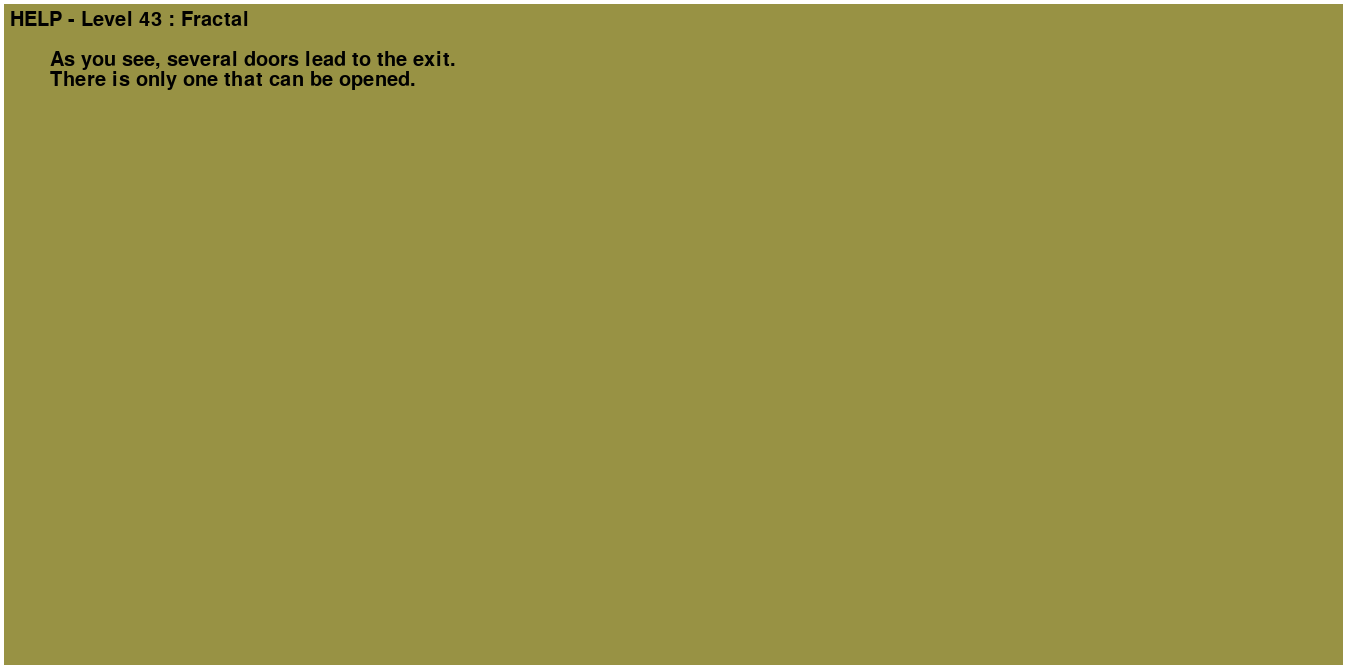 HELP - Level 43 : Fractal
As you see, several doors lead to the exit.
There is only one that can be opened.